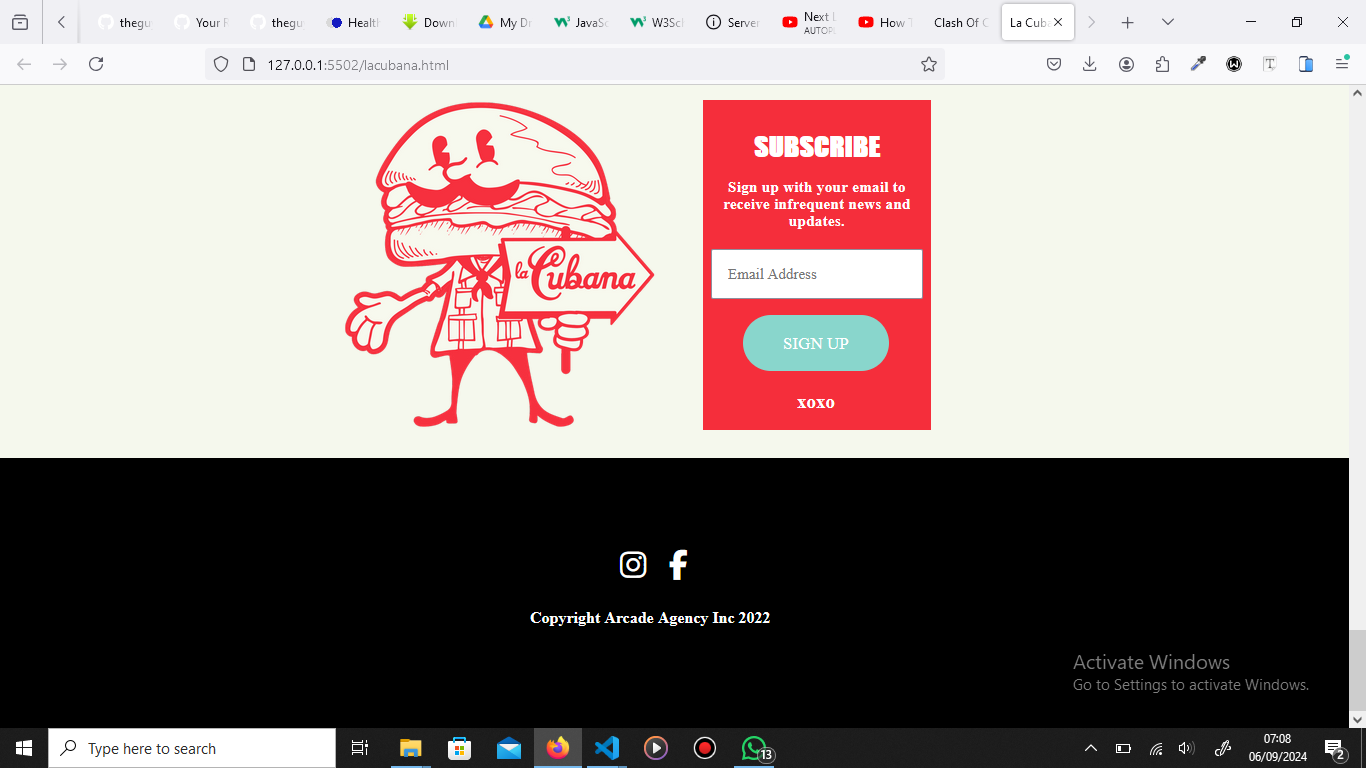 thegu
Your R
thegu
Health
Downl
My Dr
JavaSc
W3Sch
Server
Next L
AUTOPL
How T
Clash Of C
La Cuba
127.0.0.1:5502/lacubana.html
la Cubana
SUBSCRIBE
Sign up with your email to
receive infrequent news and
updates.
Email Address
SIGN UP
xoxo
Copyright Arcade Agency Inc 2022
Activate Windows
Go to Settings to activate Windows.
Type here to search
13
07:08
06/09/2024
2